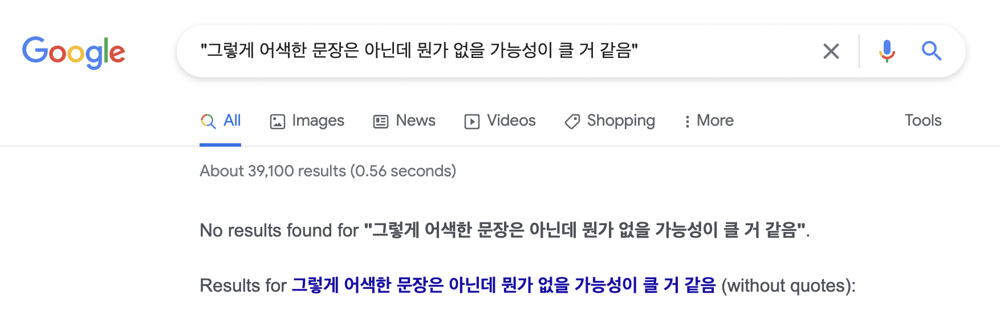 Google "그렇게 어색한 문장은 아닌데 뭔가 없을 가능성이 클 거 같음"
All Images News Videos Shopping More Tools
About 39,100 results (0.56 seconds)
No results found for "그렇게 어색한 문장은 아닌데 뭔가 없을 가능성이 클 거 같음".
Results for 그렇게 어색한 문장은 아닌데 뭔가 없을 가능성이 클 거 같음 (without quotes):